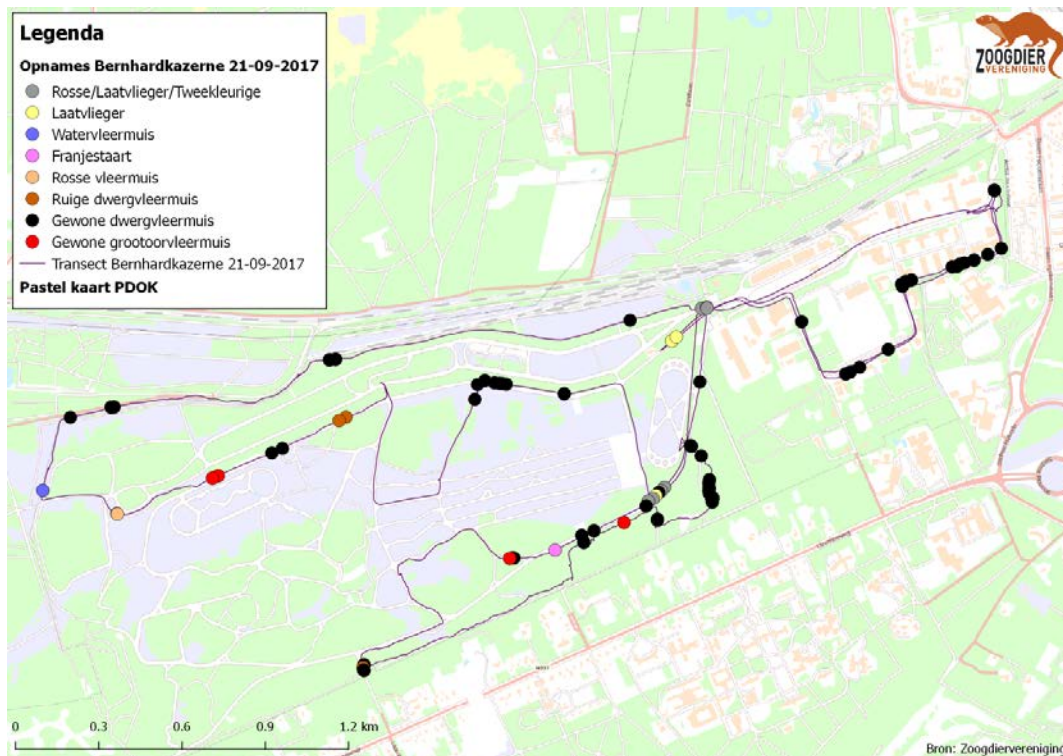 Legenda
Opnames Bernhardkazerne 21-09-2017
Rosse/Laatvlieger/Tweekleurige
Laatvlieger
Watervleermuis
Franjestaart
Rosse vleermuis
Ruige dwergvleermuis
Gewone dwergvleermuis
Gewone grootoorvleermuis
Transect Bernhardkazerne 21-09-2017
Pastel kaart PDOK
ZOOGDIER
VERENIGING
0 0.3 0.6 0.9 1.2 km
Bron: Zoogdiervereniging